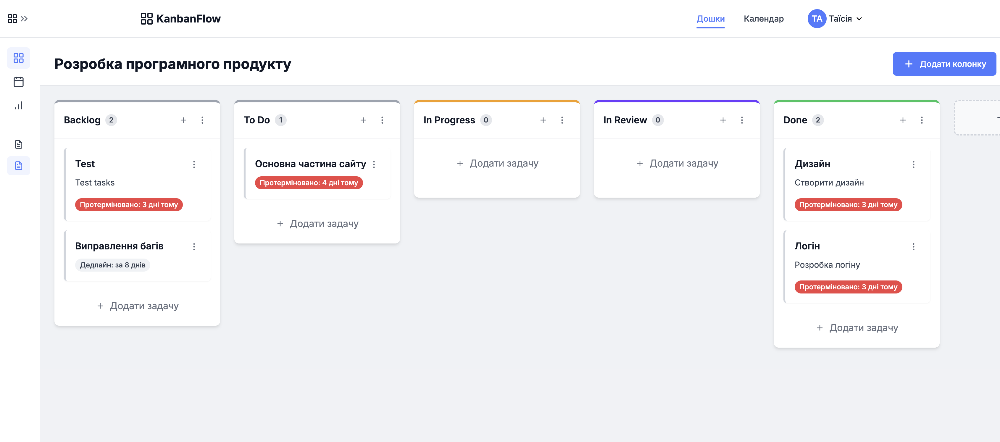 KanbanFlow
Дошки
Календар
TA
Таїсія
Розробка програмного продукту
Додати колонку
Backlog 2
Test
Test tasks
Протерміновано: 3 дні тому
Виправлення багів
Дедлайн: за 8 днів
+ Додати задачу
To Do 1
Основна частина сайту
Протерміновано: 4 дні тому
+ Додати задачу
In Progress 0
+ Додати задачу
In Review 0
+ Додати задачу
Done 2
Дизайн
Створити дизайн
Протерміновано: 3 дні тому
Логін
Розробка логіну
Протерміновано: 3 дні тому
+ Додати задачу